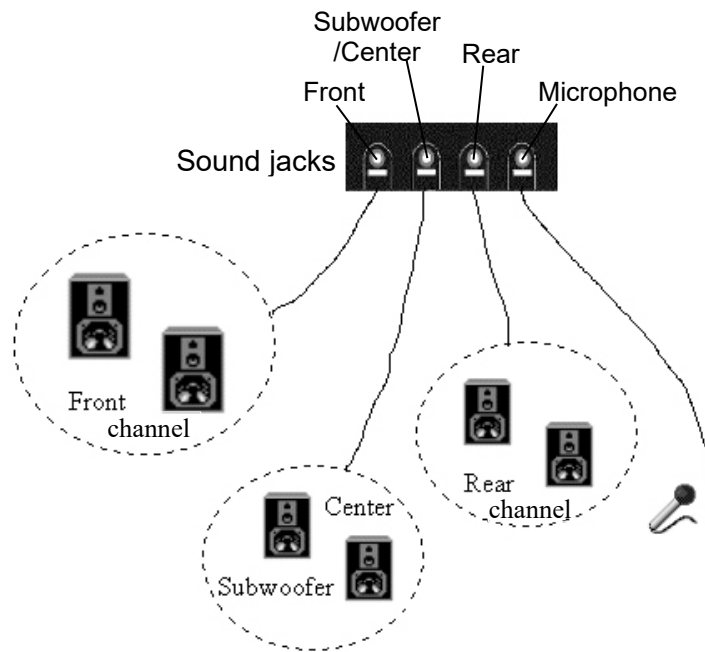 Subwoofer
/Center
Rear
Front
Microphone
Sound jacks
Front
channel
Rear
channel
Center
Subwoofer